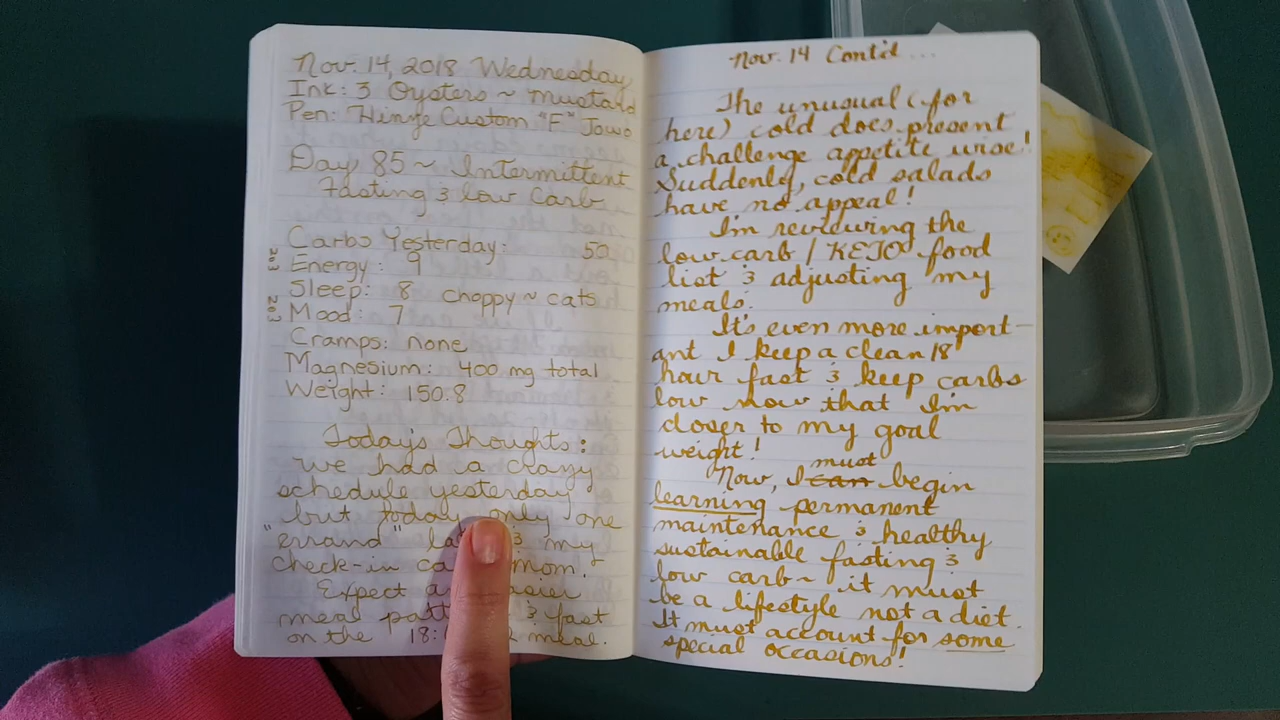 Nov. 14, 2018 Wednesday
Ink: 3 Oysters ~ Mustard
Pen: Hinze Custom "F" Jowo
Day 85 ~ Intermittent
Fasting & low Carb
Carbs Yesterday: 50
Energy: 9
Sleep: 8 choppy ~ cats
Mood: 7
Cramps: none
Magnesium: 400 mg total
Weight: 150.8
Today's Thoughts:
We had a crazy
schedule yesterday
but today only one
"errand" & my
check-in mom.
Expect
meal & fast
on the meal.
Nov. 14 Cont'd...
The unusual (for
here) cold does present
a challenge appetite wise!
Suddenly, cold salads
have no appeal!
I'm reviewing the
low carb / KETO food
list & adjusting my
meals.
It's even more import-
ant I keep a clean 18
hour fast & keep carbs
low now that I'm
closer to my goal
weight!
must
Now, I can begin
learning permanent
maintenance & healthy
sustainable fasting &
low carb ~ it must
be a lifestyle not a diet.
It must account for some
special occasions!